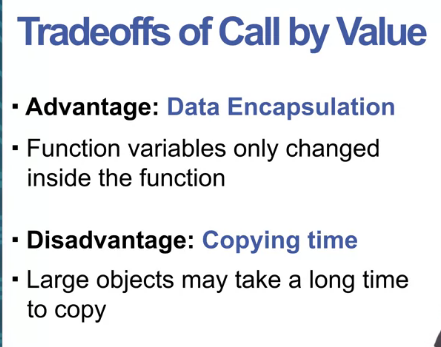 Tradeoffs of Call by Value
▪ Advantage: Data Encapsulation
▪ Function variables only changed
inside the function
▪ Disadvantage: Copying time
▪ Large objects may take a long time
to copy